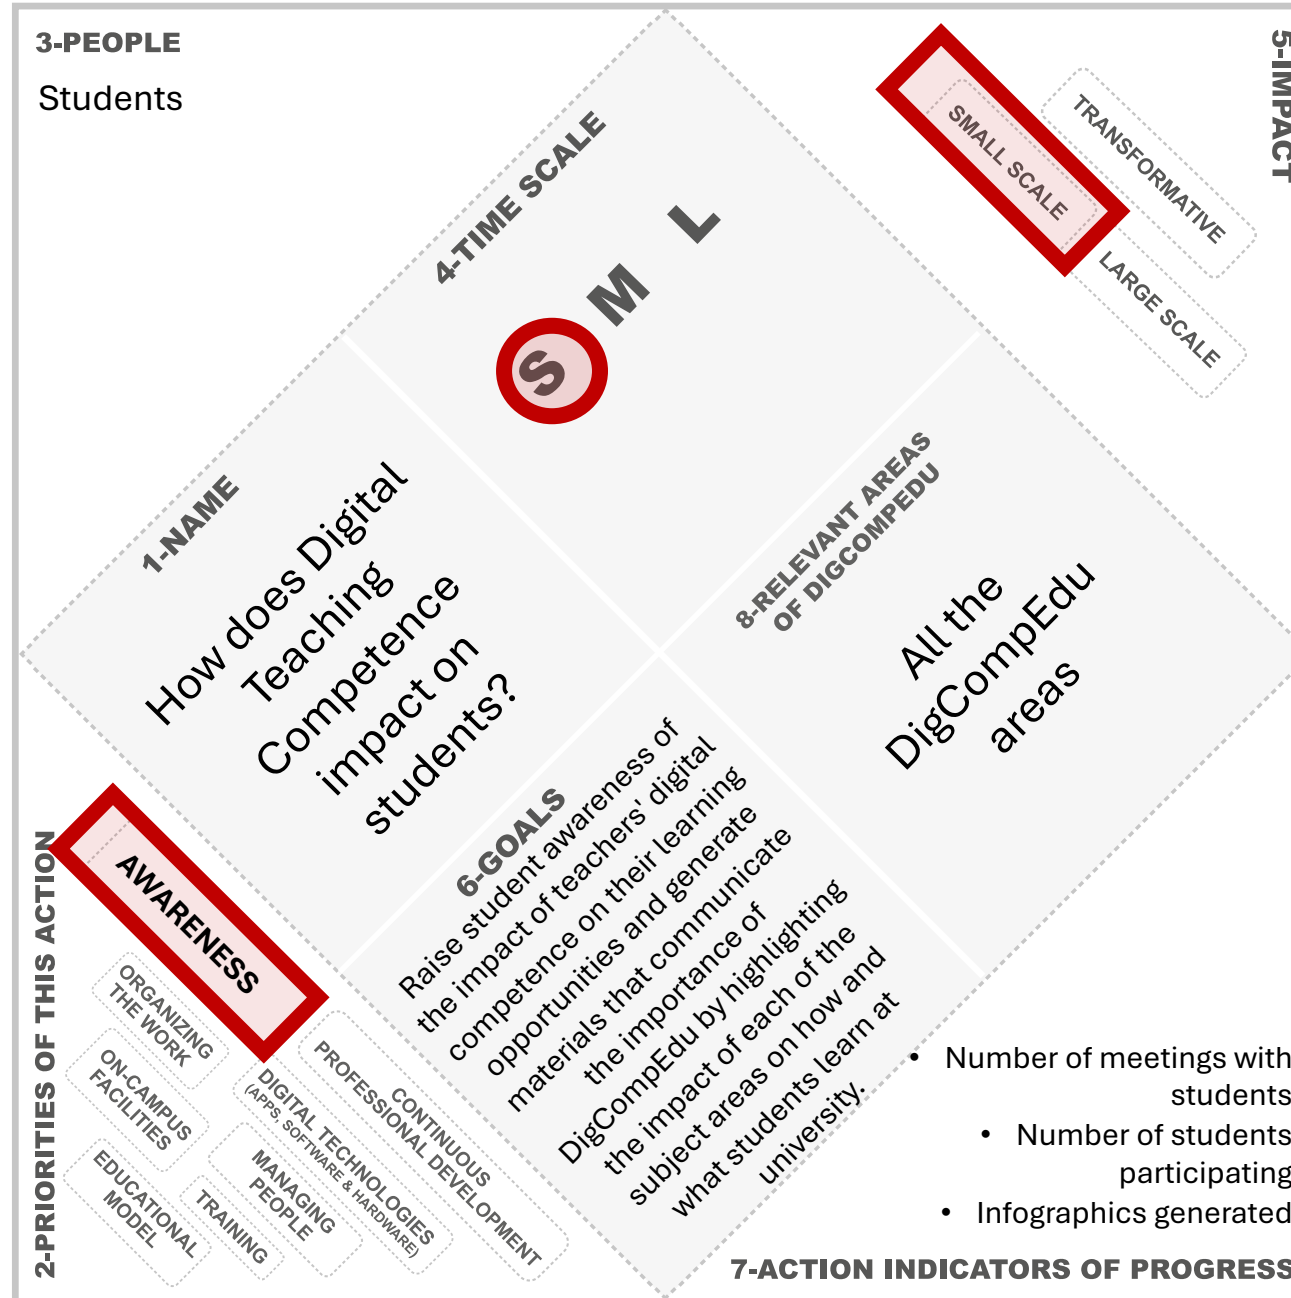 3-PEOPLE
Students
4-TIME SCALE
S M L
5-IMPACT
SMALL SCALE
TRANSFORMATIVE
LARGE SCALE
1-NAME
How does Digital
Teaching
Competence
impact on
students?
8-RELEVANT AREAS
OF DIGCOMPEDU
All the
DigCompEdu
areas
2-PRIORITIES OF THIS ACTION
AWARENESS
ORGANIZING
THE WORK
ON-CAMPUS
FACILITIES
EDUCATIONAL
MODEL
TRAINING
MANAGING
PEOPLE
DIGITAL TECHNOLOGIES
(APPS, SOFTWARE & HARDWARE)
CONTINUOUS
PROFESSIONAL DEVELOPMENT
6-GOALS
Raise student awareness of
the impact of teachers' digital
competence on their learning
opportunities and generate
materials that communicate
the importance of
DigCompEdu by highlighting
the impact of each of the
subject areas on how and
what students learn at
university.
• Number of meetings with
students
• Number of students
participating
• Infographics generated
7-ACTION INDICATORS OF PROGRESS